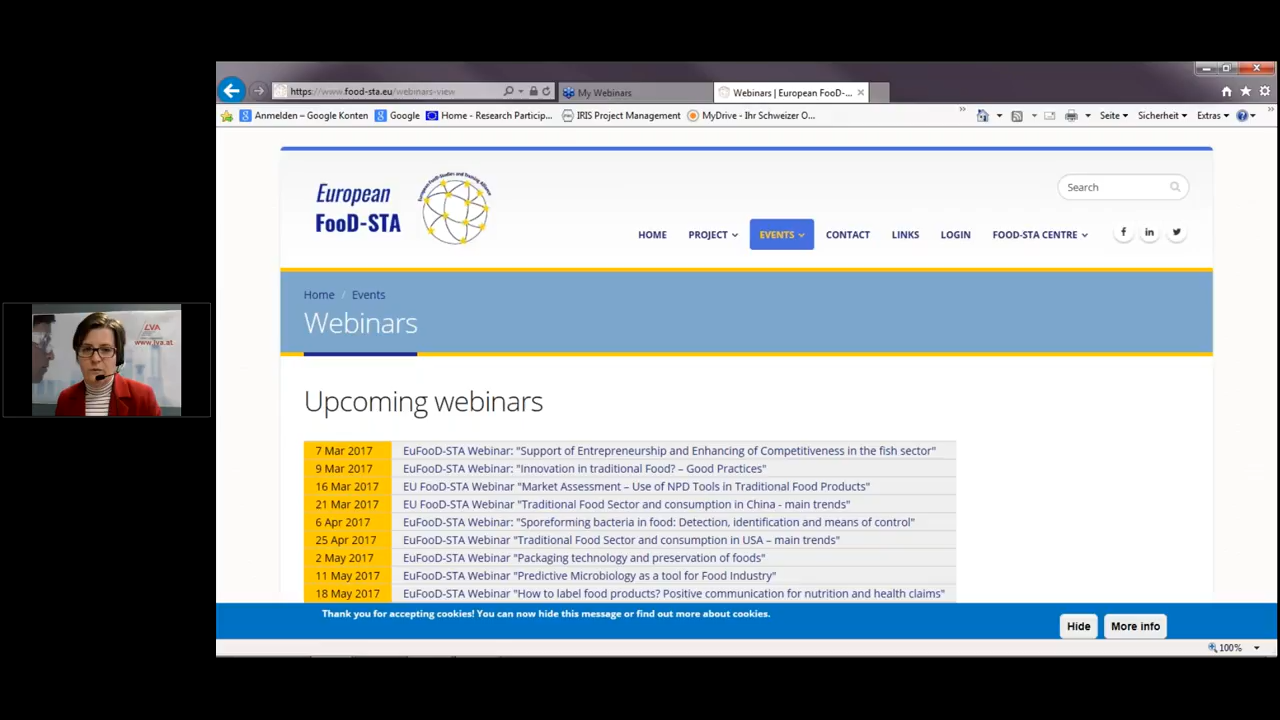 https://www.food-sta.eu/webinars-view
My Webinars
Webinars | European FooD-...
Anmelden – Google Konten
Google
Home - Research Particip...
IRIS Project Management
MyDrive - Ihr Schweizer O...
Seite
Sicherheit
Extras
European
FooD-STA
European Food-Studies and Training Alliance
Search
HOME
PROJECT
EVENTS
CONTACT
LINKS
LOGIN
FOOD-STA CENTRE
Home / Events
Webinars
LVA
www.lva.at
Upcoming webinars
7 Mar 2017 EuFooD-STA Webinar: "Support of Entrepreneurship and Enhancing of Competitiveness in the fish sector"
9 Mar 2017 EuFooD-STA Webinar: "Innovation in traditional Food? – Good Practices"
16 Mar 2017 EU FooD-STA Webinar "Market Assessment – Use of NPD Tools in Traditional Food Products"
21 Mar 2017 EU FooD-STA Webinar "Traditional Food Sector and consumption in China - main trends"
6 Apr 2017 EuFooD-STA Webinar: "Sporeforming bacteria in food: Detection, identification and means of control"
25 Apr 2017 EuFooD-STA Webinar "Traditional Food Sector and consumption in USA – main trends"
2 May 2017 EuFooD-STA Webinar "Packaging technology and preservation of foods"
11 May 2017 EuFooD-STA Webinar "Predictive Microbiology as a tool for Food Industry"
18 May 2017 EuFooD-STA Webinar "How to label food products? Positive communication for nutrition and health claims"
Thank you for accepting cookies! You can now hide this message or find out more about cookies.
Hide
More info
100%